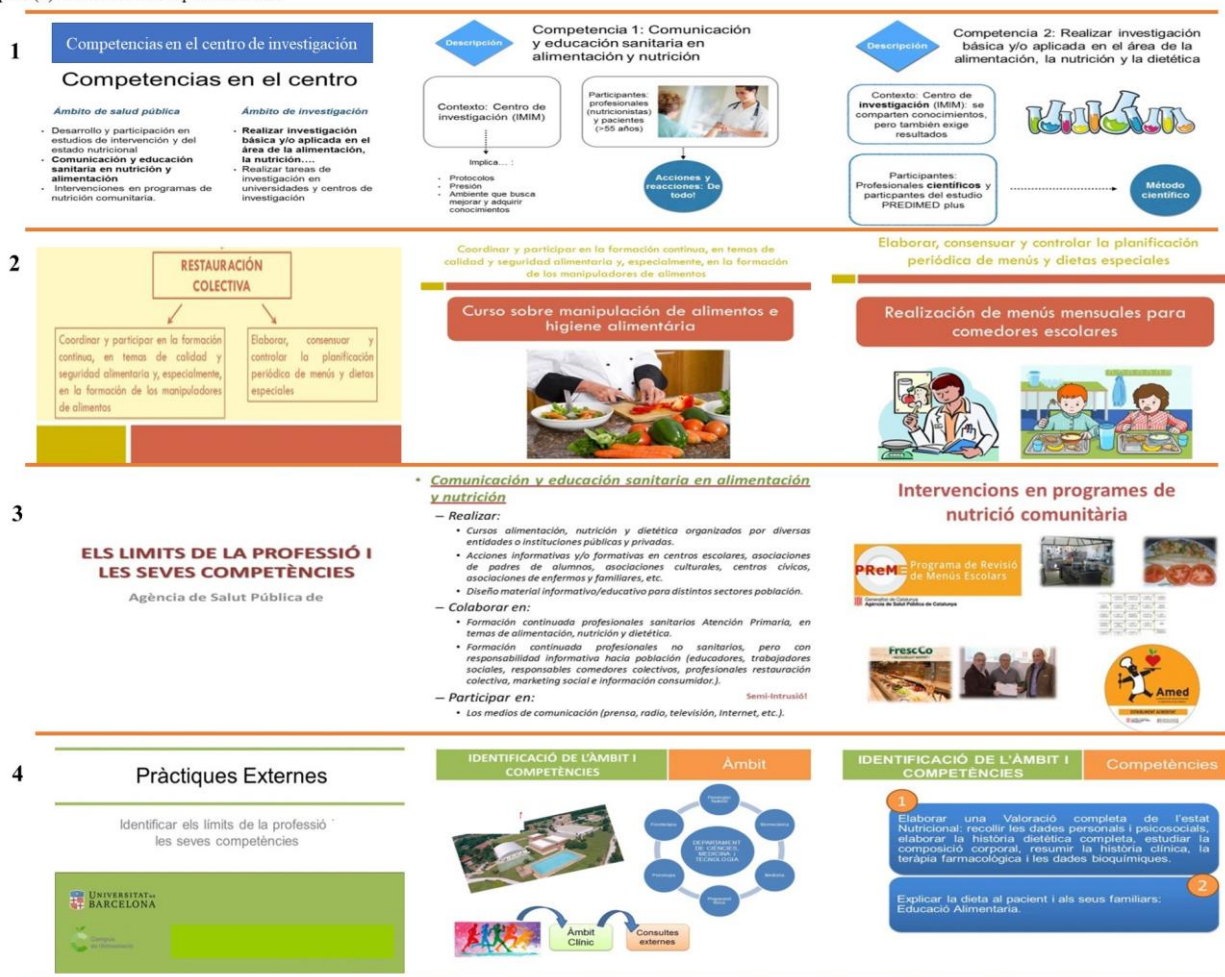 1
Competencias en el centro de investigación
Competencias en el centro
Ámbito de salud pública
- Desarrollo y participación en
estudios de intervención y del
estado nutricional
- Comunicación y educación
sanitaria en nutrición y
alimentación
- Intervenciones en programas de
nutrición comunitaria.
Ámbito de investigación
- Realizar investigación
básica y/o aplicada en el
área de la alimentación,
la nutrición....
- Realizar tareas de
investigación en
universidades y centros de
investigación
Descripción
Competencia 1: Comunicación
y educación sanitaria en
alimentación y nutrición
Contexto: Centro de
investigación (IMIM)
Implica... :
- Protocolos
- Presión
- Ambiente que busca
mejorar y adquirir
conocimientos
Participantes:
profesionales
(nutricionistas)
y pacientes
(>55 años)
Acciones y
reacciones: De
todo!
Descripción
Competencia 2: Realizar investigación
básica y/o aplicada en el área de la
alimentación, la nutrición y la dietética
Contexto: Centro de
investigación (IMIM): se
comparten conocimientos,
pero también exige
resultados
Participantes:
Profesionales científicos y
particpantes del estudio
PREDIMED plus
Método
científico
2
RESTAURACIÓN
COLECTIVA
Coordinar y participar en la formación
continua, en temas de calidad y
seguridad alimentaria y, especialmente,
en la formación de los manipuladores
de alimentos
Elaborar, consensuar y
controlar la planificación
periódica de menús y dietas
especiales
Coordinar y participar en la formación continua, en temas de
calidad y seguridad alimentaria y, especialmente, en la formación
de los manipuladores de alimentos
Curso sobre manipulación de alimentos e
higiene alimentária
Elaborar, consensuar y controlar la planificación
periódica de menús y dietas especiales
Realización de menús mensuales para
comedores escolares
3
ELS LIMITS DE LA PROFESSIÓ I
LES SEVES COMPETÈNCIES
Agència de Salut Pública de
• Comunicación y educación sanitaria en alimentación
y nutrición
– Realizar:
• Cursos alimentación, nutrición y dietética organizados por diversas
entidades o instituciones públicas y privadas.
• Acciones informativas y/o formativas en centros escolares, asociaciones
de padres de alumnos, asociaciones culturales, centros cívicos,
asociaciones de enfermos y familiares, etc.
• Diseño material informativo/educativo para distintos sectores población.
– Colaborar en:
• Formación continuada profesionales sanitarios Atención Primaria, en
temas de alimentación, nutrición y dietética.
• Formación continuada profesionales no sanitarios, pero con
responsabilidad informativa hacia población (educadores, trabajadores
sociales, responsables comedores colectivos, profesionales restauración
colectiva, marketing social e información consumidor.).
– Participar en:
Semi-Intrusió!
• Los medios de comunicación (prensa, radio, televisión, Internet, etc.).
Intervencions en programes de
nutrició comunitària
PReME Programa de Revisió
de Menús Escolars
Generalitat de Catalunya
Agència de Salut Pública de Catalunya
FrescCo
Amed
ESTABLIMENT ACREDITAT
4
Pràctiques Externes
Identificar els límits de la professió
les seves competències
UNIVERSITAT DE
BARCELONA
Campus
de l'Alimentació
IDENTIFICACIÓ DE L'ÀMBIT I
COMPETÈNCIES
Àmbit
DEPARTAMENT
DE CIÈNCIES,
MEDICINA I
TECNOLOGIA
Biomecànica
Medicina
Psicologia
Fisioteràpia
Àmbit
Clínic
Consultes
externes
IDENTIFICACIÓ DE L'ÀMBIT I
COMPETÈNCIES
Competències
1
Elaborar una Valoració completa de l'estat
Nutricional: recollir les dades personals i psicosocials,
elaborar la història dietètica completa, estudiar la
composició corporal, resumir la història clínica, la
teràpia farmacològica i les dades bioquímiques.
2
Explicar la dieta al pacient i als seus familiars:
Educació Alimentaria.